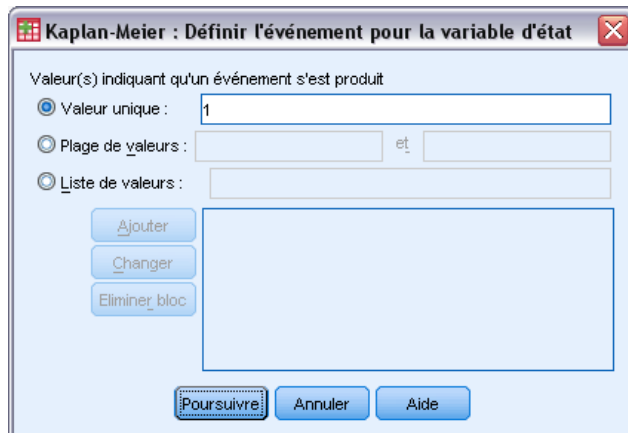 Kaplan-Meier : Définir l'événement pour la variable d'état
Valeur(s) indiquant qu'un événement s'est produit
Valeur unique : 1
Plage de valeurs : et
Liste de valeurs :
Ajouter
Changer
Eliminer bloc
Poursuivre Annuler Aide